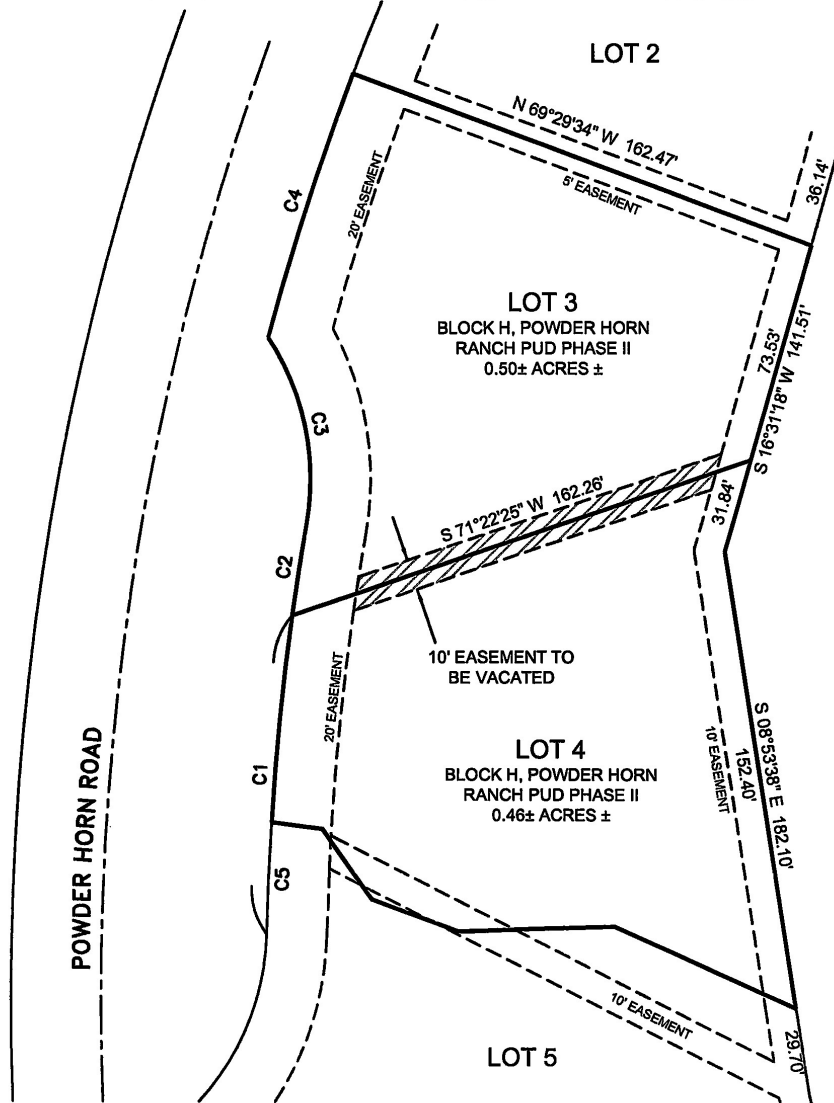 LOT 2
N 69°29'34" W 162.47'
36.14'
5' EASEMENT
20' EASEMENT
C4
LOT 3
BLOCK H, POWDER HORN
RANCH PUD PHASE II
0.50± ACRES ±
73.53'
S 16°31'18" W 141.51'
C3
S 71°22'25" W 162.26'
31.84'
C2
10' EASEMENT TO
BE VACATED
20' EASEMENT
C1
LOT 4
BLOCK H, POWDER HORN
RANCH PUD PHASE II
0.46± ACRES ±
10' EASEMENT
152.40'
S 08°53'38" E 182.10'
POWDER HORN ROAD
C5
10' EASEMENT
29.70'
LOT 5